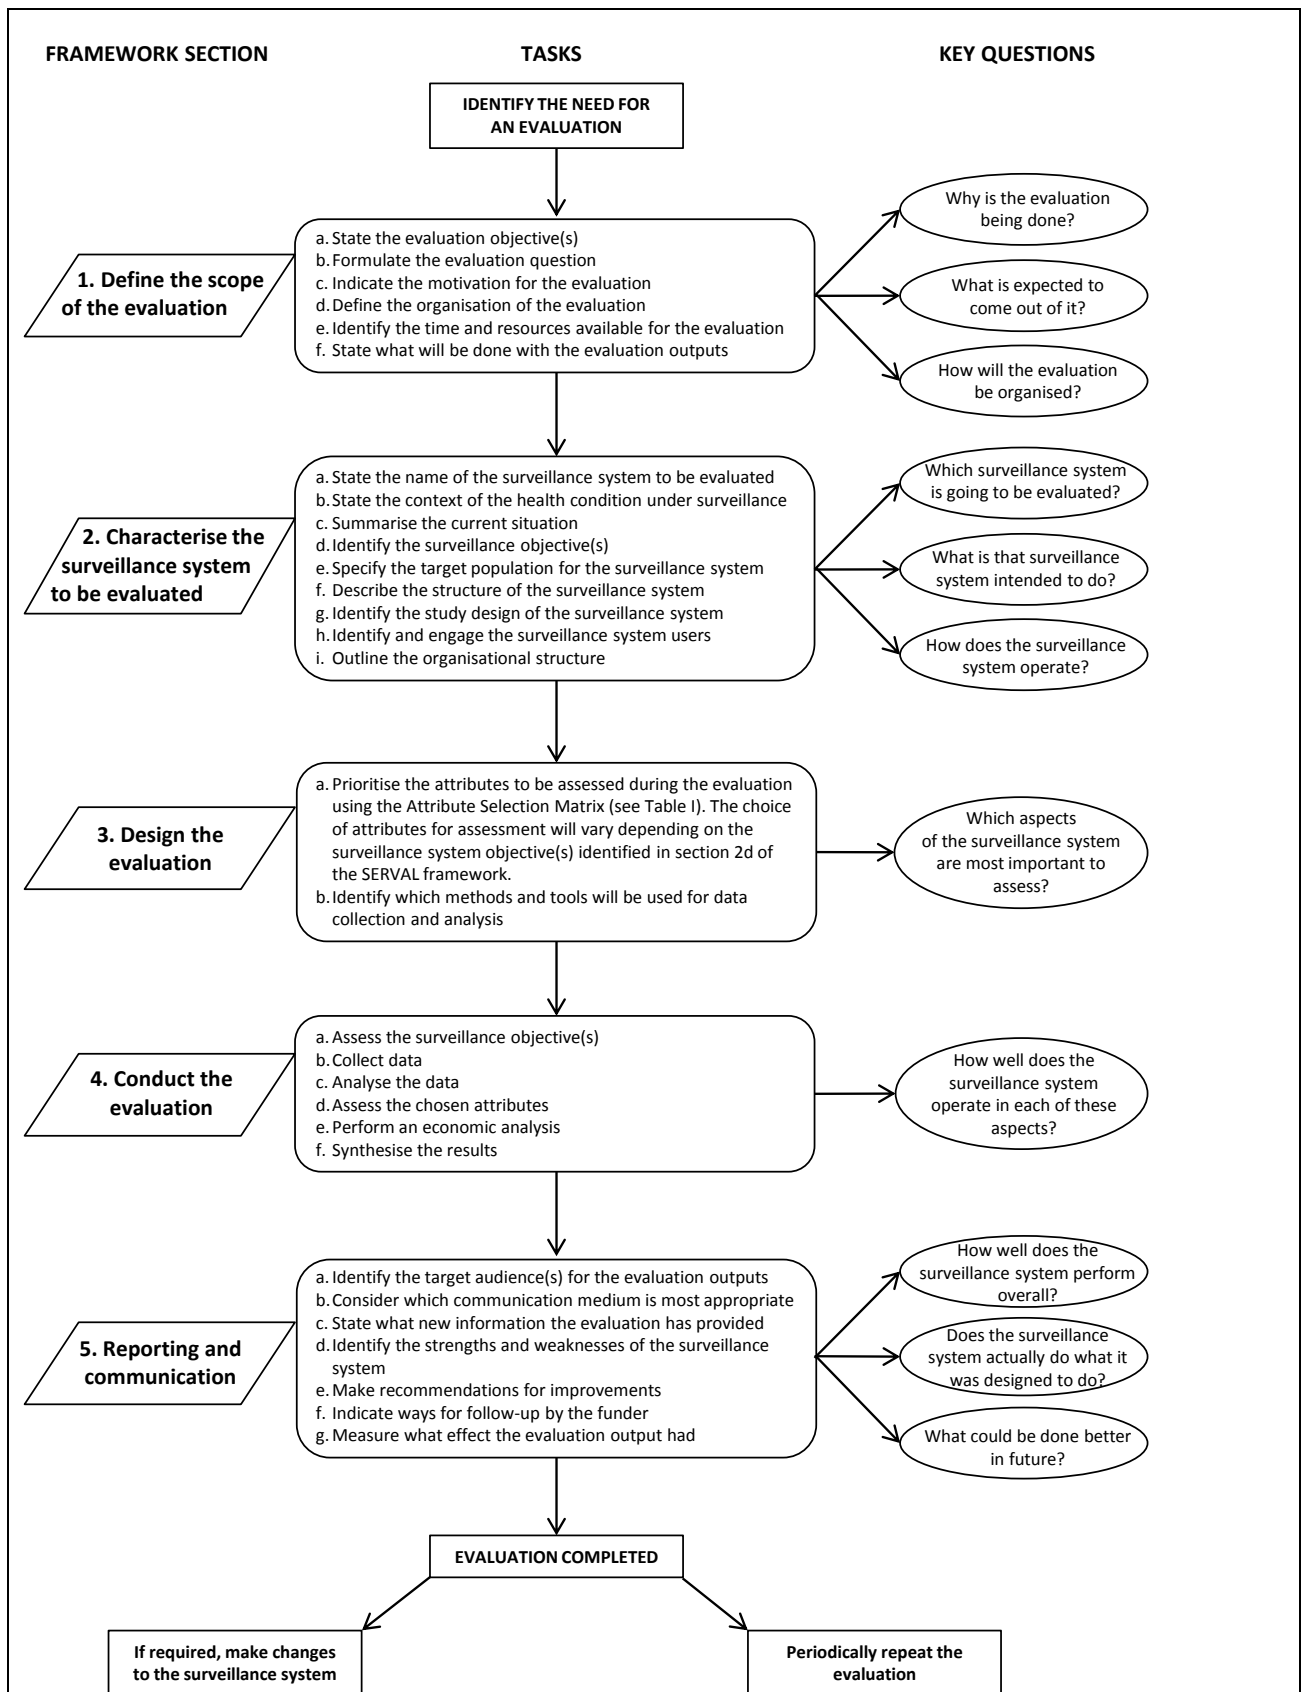 FRAMEWORK SECTION
TASKS
KEY QUESTIONS
IDENTIFY THE NEED FOR
AN EVALUATION
1. Define the scope
of the evaluation
a. State the evaluation objective(s)
b. Formulate the evaluation question
c. Indicate the motivation for the evaluation
d. Define the organisation of the evaluation
e. Identify the time and resources available for the evaluation
f. State what will be done with the evaluation outputs
Why is the evaluation
being done?
What is expected to
come out of it?
How will the evaluation
be organised?
2. Characterise the
surveillance system
to be evaluated
a. State the name of the surveillance system to be evaluated
b. State the context of the health condition under surveillance
c. Summarise the current situation
d. Identify the surveillance objective(s)
e. Specify the target population for the surveillance system
f. Describe the structure of the surveillance system
g. Identify the study design of the surveillance system
h. Identify and engage the surveillance system users
i. Outline the organisational structure
Which surveillance system
is going to be evaluated?
What is that surveillance
system intended to do?
How does the surveillance
system operate?
3. Design the
evaluation
a. Prioritise the attributes to be assessed during the evaluation
using the Attribute Selection Matrix (see Table I). The choice
of attributes for assessment will vary depending on the
surveillance system objective(s) identified in section 2d of
the SERVAL framework.
b. Identify which methods and tools will be used for data
collection and analysis
Which aspects
of the surveillance system
are most important to
assess?
4. Conduct the
evaluation
a. Assess the surveillance objective(s)
b. Collect data
c. Analyse the data
d. Assess the chosen attributes
e. Perform an economic analysis
f. Synthesise the results
How well does the
surveillance system
operate in each of these
aspects?
5. Reporting and
communication
a. Identify the target audience(s) for the evaluation outputs
b. Consider which communication medium is most appropriate
c. State what new information the evaluation has provided
d. Identify the strengths and weaknesses of the surveillance
system
e. Make recommendations for improvements
f. Indicate ways for follow-up by the funder
g. Measure what effect the evaluation output had
How well does the
surveillance system perform
overall?
Does the surveillance
system actually do what it
was designed to do?
What could be done better
in future?
EVALUATION COMPLETED
If required, make changes
to the surveillance system
Periodically repeat the
evaluation